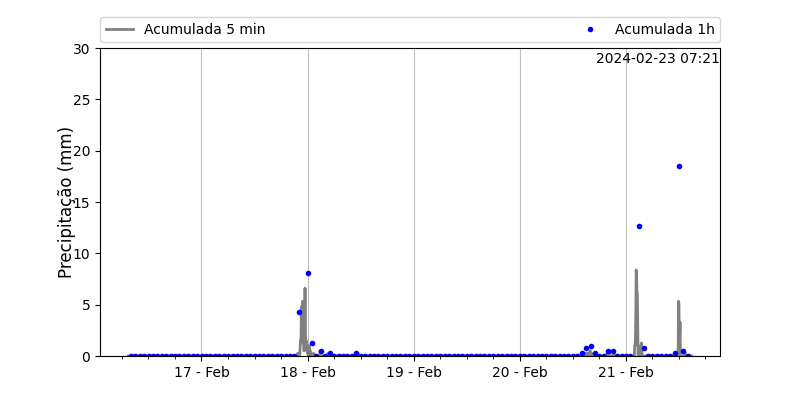 Acumulada 5 min
Acumulada 1h
2024-02-23 07:21
Precipitação (mm)
30
25
20
15
10
5
0
17 - Feb
18 - Feb
19 - Feb
20 - Feb
21 - Feb